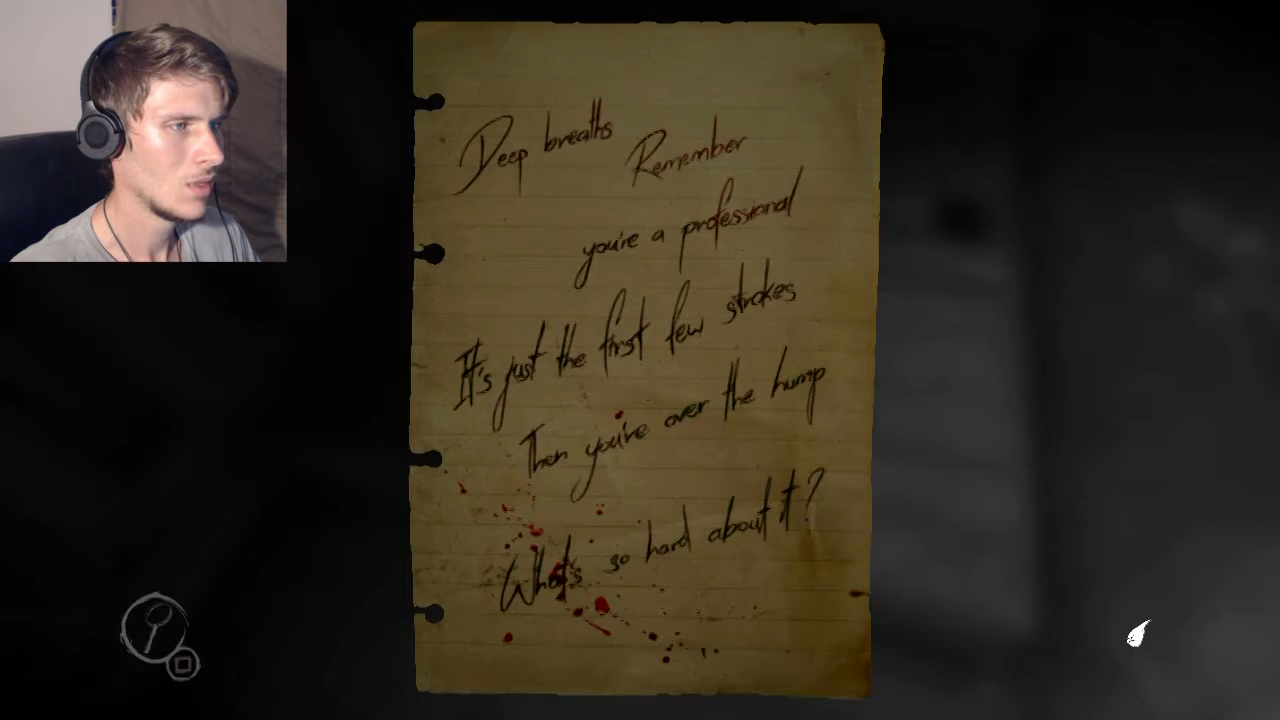 Deep breaths
Remember
you're a professional
It's just the first few strokes
Then you're over the hump
What's so hard about it?